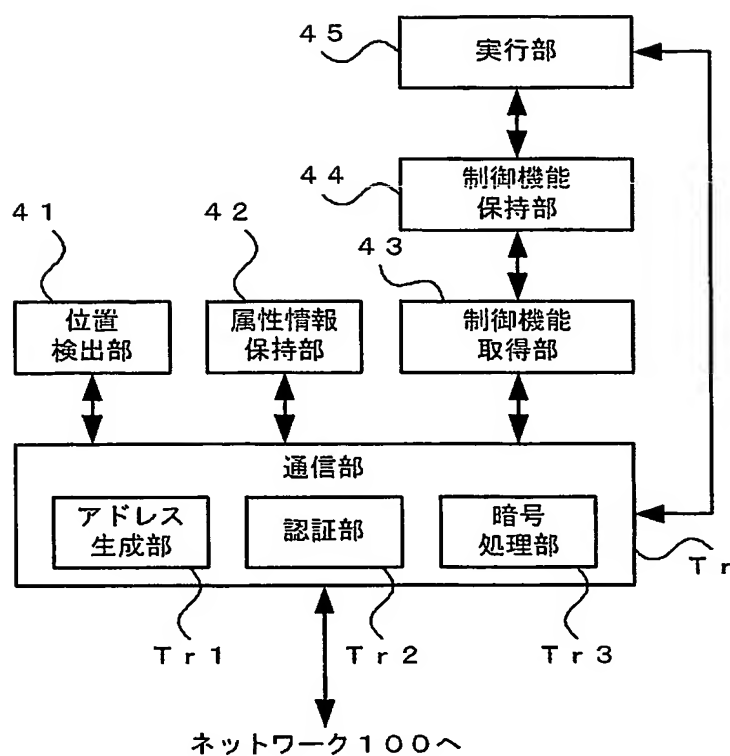 ４５
実行部
４４
制御機能
保持部
４１
４２
４３
位置
検出部
属性情報
保持部
制御機能
取得部
通信部
アドレス
生成部
認証部
暗号
処理部
Ｔｒ
Ｔｒ１
Ｔｒ２
Ｔｒ３
ネットワーク１００へ